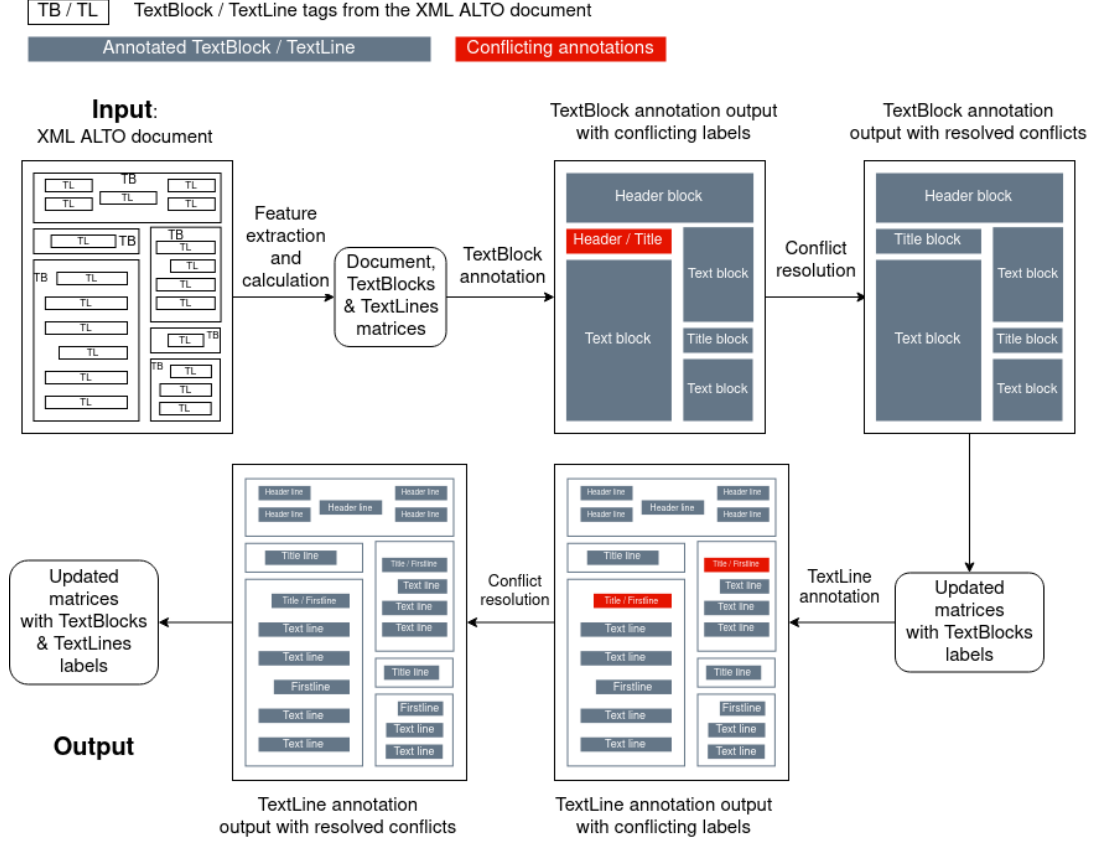 TB / TL
TextBlock / TextLine tags from the XML ALTO document
Annotated TextBlock / TextLine
Conflicting annotations
Input:
XML ALTO document
TB
TL
TL
TL
TL
TL
TL
TB
TB
TL
TL
TL
TL
TB
TL
TL
TL
TL
TL
TL
TL
TB
TB
TL
TL
TL
Feature
extraction
and
calculation
Document,
TextBlocks
& TextLines
matrices
TextBlock
annotation
TextBlock annotation output
with conflicting labels
Header block
Header / Title
Text block
Text block
Title block
Text block
Conflict
resolution
TextBlock annotation
output with resolved conflicts
Header block
Title block
Text block
Text block
Title block
Text block
Updated
matrices
with TextBlocks
labels
TextLine
annotation
Header line
Header line
Header line
Header line
Header line
Title line
Title / Firstline
Text line
Text line
Text line
Title / Firstline
Text line
Text line
Firstline
Text line
Text line
Title line
Firstline
Text line
Text line
TextLine annotation output
with conflicting labels
Conflict
resolution
Header line
Header line
Header line
Header line
Header line
Title line
Title / Firstline
Text line
Text line
Text line
Title / Firstline
Text line
Text line
Firstline
Text line
Text line
Title line
Firstline
Text line
Text line
TextLine annotation
output with resolved conflicts
Updated
matrices
with TextBlocks
& TextLines
labels
Output